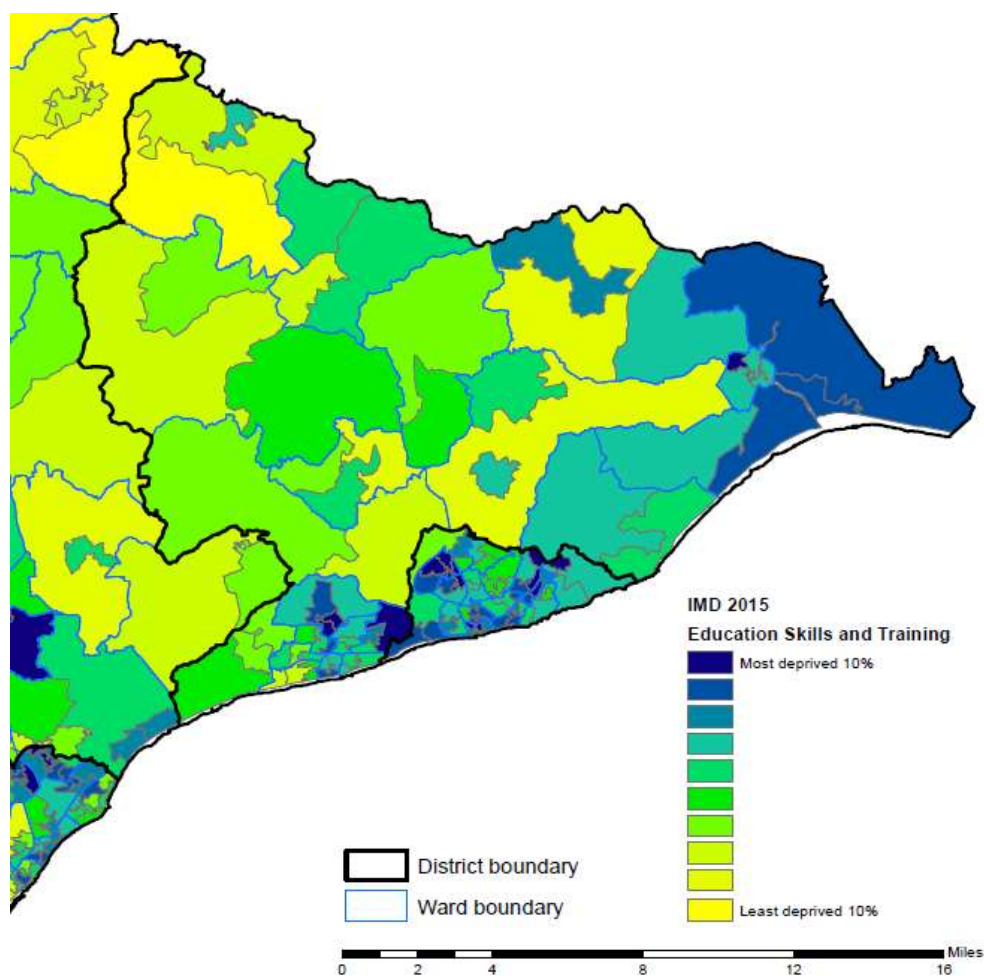 IMD 2015
Education Skills and Training
Most deprived 10%
Least deprived 10%
District boundary
Ward boundary
Miles
0 2 4 8 12 16